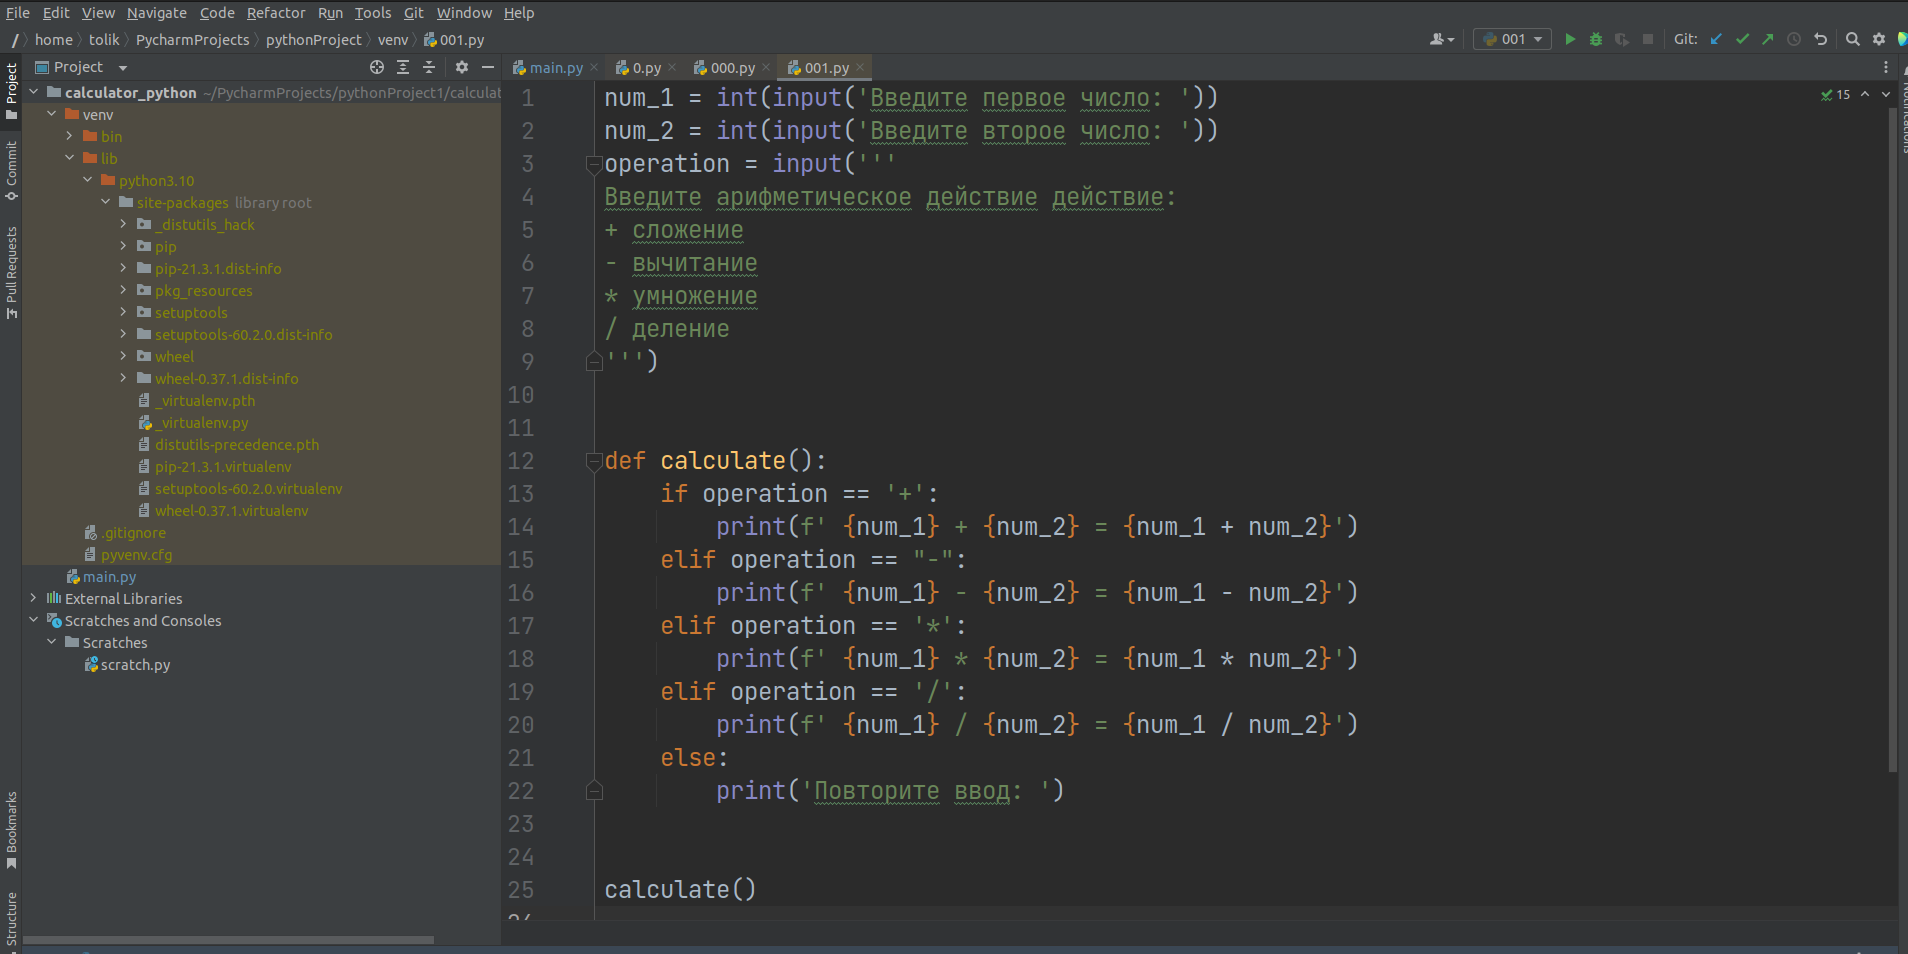 File Edit View Navigate Code Refactor Run Tools Git Window Help
/ home tolik PycharmProjects pythonProject venv 001.py
001 Git:
Project
main.py 0.py 000.py 001.py
Project
Commit
Pull Requests
Bookmarks
Structure
Notifications
calculator_python ~/PycharmProjects/pythonProject1/calculat
venv
bin
lib
python3.10
site-packages library root
_distutils_hack
pip
pip-21.3.1.dist-info
pkg_resources
setuptools
setuptools-60.2.0.dist-info
wheel
wheel-0.37.1.dist-info
_virtualenv.pth
_virtualenv.py
distutils-precedence.pth
pip-21.3.1.virtualenv
setuptools-60.2.0.virtualenv
wheel-0.37.1.virtualenv
.gitignore
pyvenv.cfg
main.py
External Libraries
Scratches and Consoles
Scratches
scratch.py
15
1 num_1 = int(input('Введите первое число: '))
2 num_2 = int(input('Введите второе число: '))
3 operation = input('''
4 Введите арифметическое действие действие:
5 + сложение
6 - вычитание
7 * умножение
8 / деление
9 ''')
10
11
12 def calculate():
13     if operation == '+':
14         print(f' {num_1} + {num_2} = {num_1 + num_2}')
15     elif operation == "-":
16         print(f' {num_1} - {num_2} = {num_1 - num_2}')
17     elif operation == '*':
18         print(f' {num_1} * {num_2} = {num_1 * num_2}')
19     elif operation == '/':
20         print(f' {num_1} / {num_2} = {num_1 / num_2}')
21     else:
22         print('Повторите ввод: ')
23
24
25 calculate()